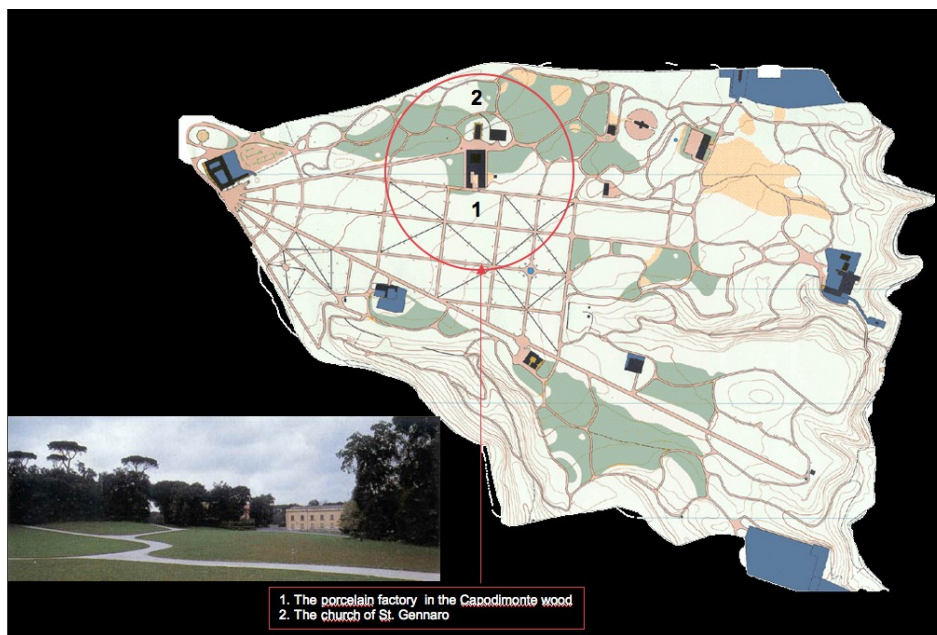 2
1
1. The porcelain factory in the Capodimonte wood
2. The church of St. Gennaro